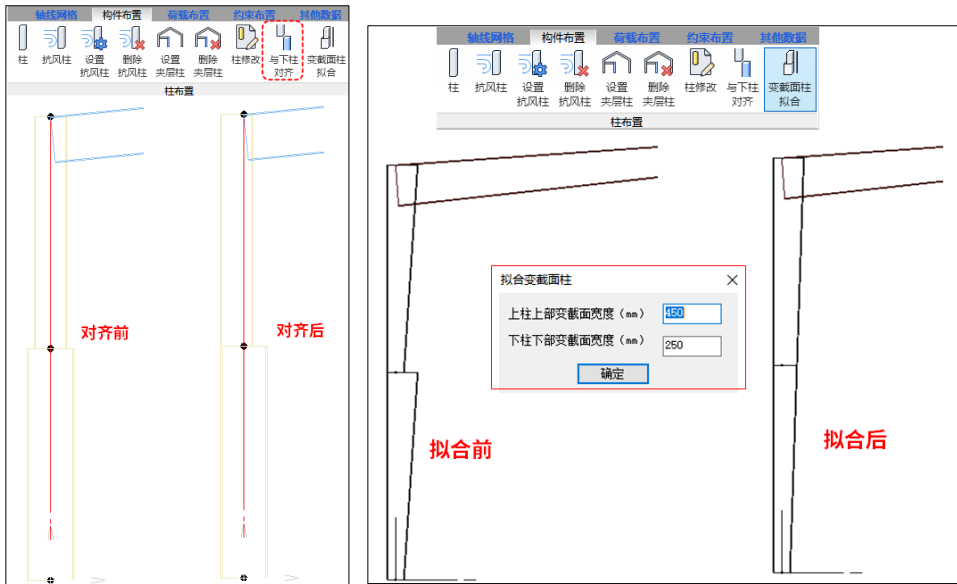 轴线网格 构件布置 荷载布置 约束布置 其他数据
柱 抗风柱 设置 删除 设置 删除 柱修改 与下柱 变截面柱
抗风柱 抗风柱 夹层柱 夹层柱 对齐 拟合
柱布置
对齐前 对齐后
轴线网格 构件布置 荷载布置 约束布置 其他数据
柱 抗风柱 设置 删除 设置 删除 柱修改 与下柱 变截面柱
抗风柱 抗风柱 夹层柱 夹层柱 对齐 拟合
柱布置
拟合变截面柱
上柱上部变截面宽度（mm） 450
下柱下部变截面宽度（mm） 250
确定
拟合前 拟合后